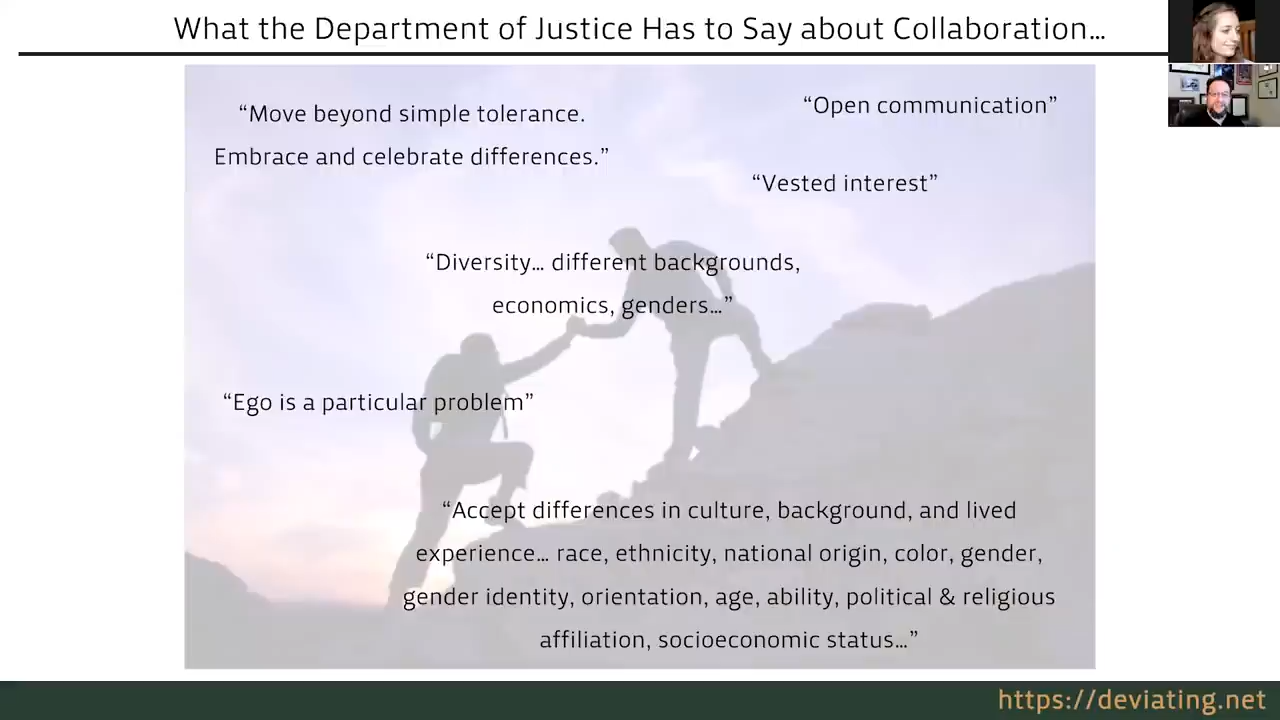 What the Department of Justice Has to Say about Collaboration…
“Move beyond simple tolerance.
Embrace and celebrate differences.”
“Open communication”
“Vested interest”
“Diversity… different backgrounds,
economics, genders…”
“Ego is a particular problem”
“Accept differences in culture, background, and lived
experience… race, ethnicity, national origin, color, gender,
gender identity, orientation, age, ability, political & religious
affiliation, socioeconomic status…”
https://deviating.net